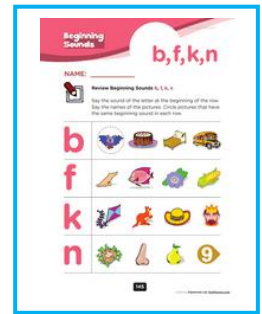 Beginning
Sounds
b,f,k,n
NAME:
Review Beginning Sounds b, f, k, n.
Say the sound of the letter at the beginning of the row.
Say the names of the pictures. Circle pictures that have
the same beginning sound in each row.
b
f
k
n
9
145